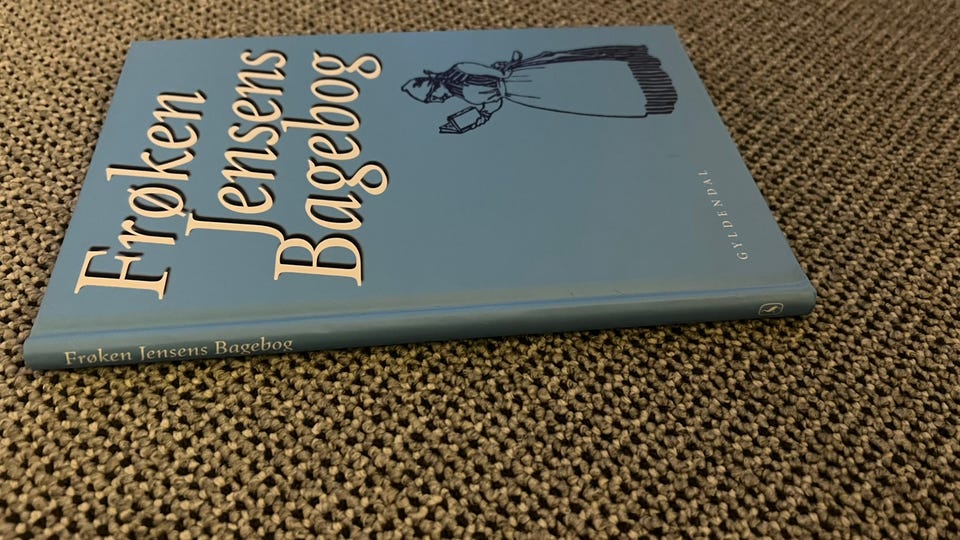 Frøken
Jensens
Bagebog
GYLDENDAL
Frøken Jensens Bagebog